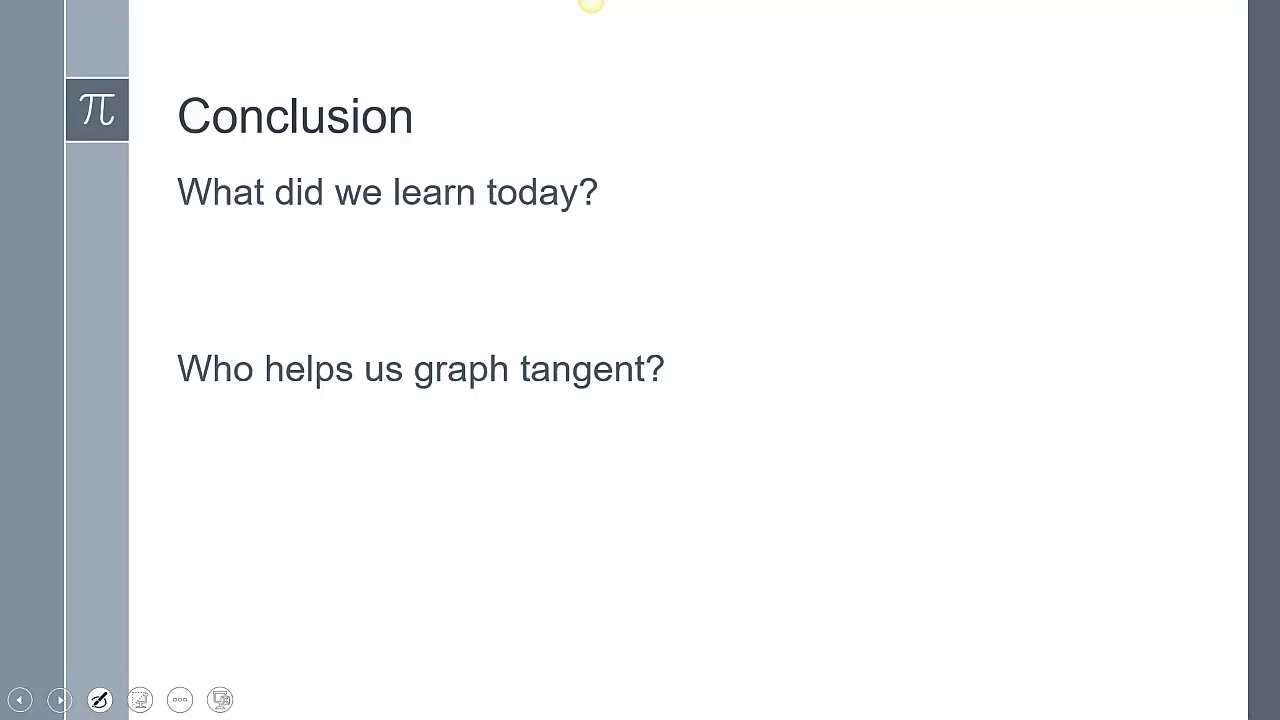 π
Conclusion
What did we learn today?
Who helps us graph tangent?